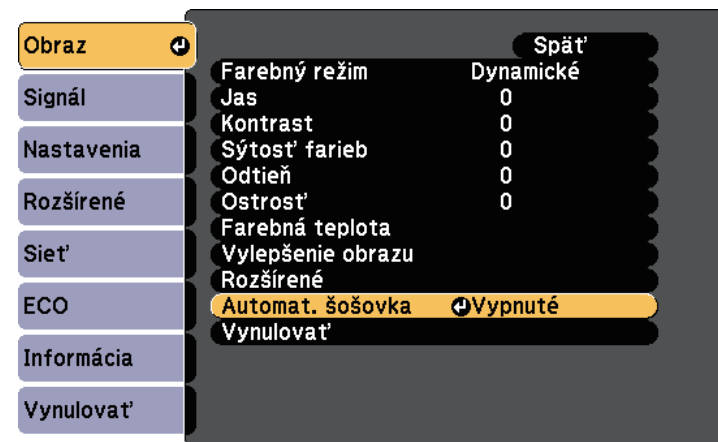 Obraz
Signál
Nastavenia
Rozšírené
Sieť
ECO
Informácia
Vynulovať
Späť
Farebný režim Dynamické
Jas 0
Kontrast 0
Sýtosť farieb 0
Odtieň 0
Ostrosť 0
Farebná teplota
Vylepšenie obrazu
Rozšírené
Automat. šošovka Vypnuté
Vynulovať